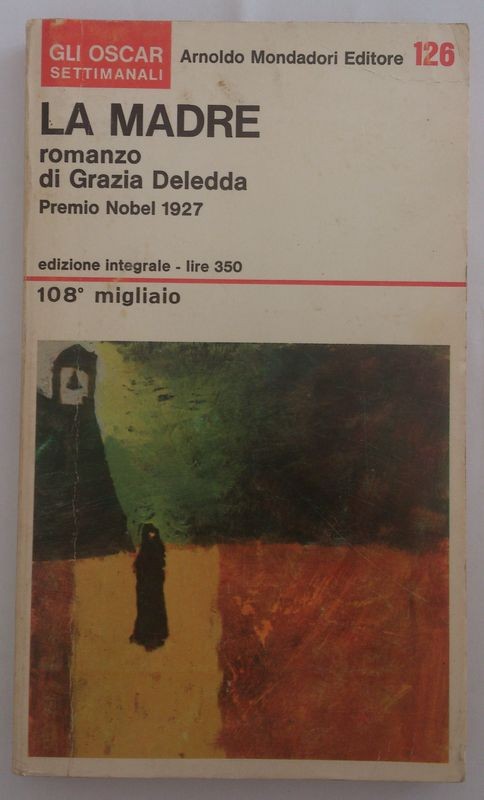 GLI OSCAR
SETTIMANALI
Arnoldo Mondadori Editore 126
LA MADRE
romanzo
di Grazia Deledda
Premio Nobel 1927
edizione integrale - lire 350
108° migliaio